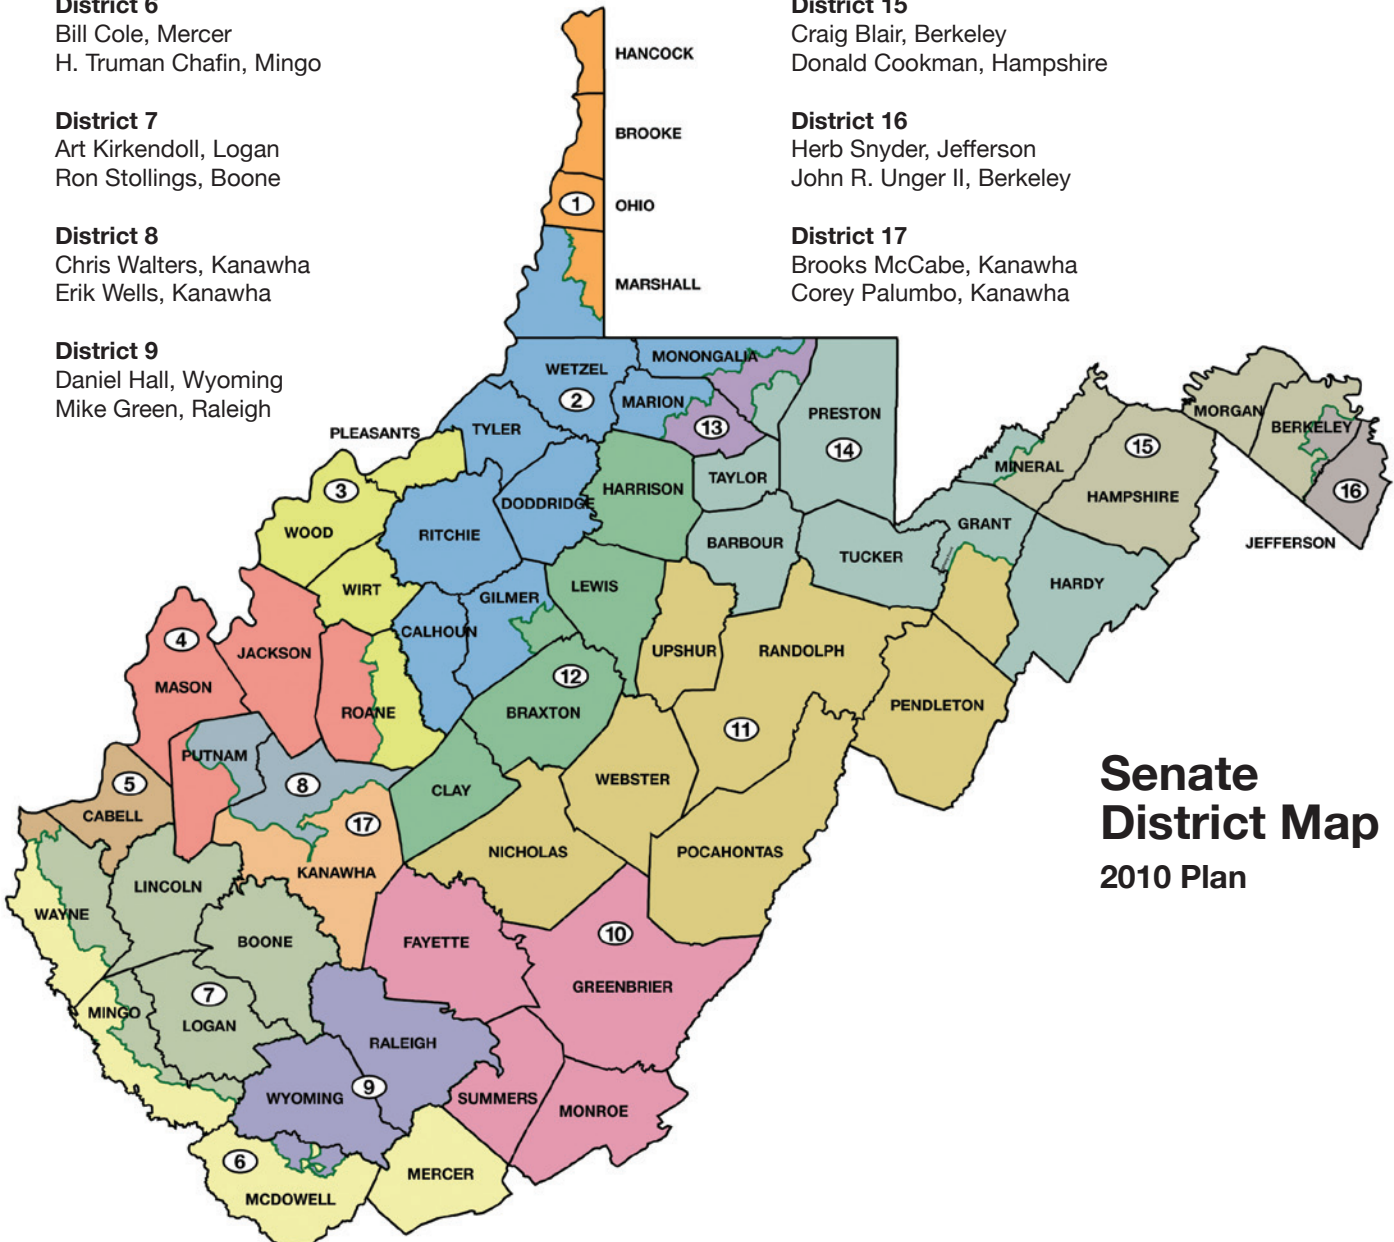 District 6
Bill Cole, Mercer
H. Truman Chafin, Mingo
District 7
Art Kirkendoll, Logan
Ron Stollings, Boone
District 8
Chris Walters, Kanawha
Erik Wells, Kanawha
District 9
Daniel Hall, Wyoming
Mike Green, Raleigh
District 15
Craig Blair, Berkeley
Donald Cookman, Hampshire
District 16
Herb Snyder, Jefferson
John R. Unger II, Berkeley
District 17
Brooks McCabe, Kanawha
Corey Palumbo, Kanawha
HANCOCK
BROOKE
1
OHIO
MARSHALL
WETZEL
MONONGALIA
2
MARION
TYLER
13
PRESTON
14
PLEASANTS
MORGAN
BERKELEY
15
MINERAL
HAMPSHIRE
16
JEFFERSON
3
WOOD
DODDRIDGE
HARRISON
TAYLOR
RITCHIE
BARBOUR
TUCKER
GRANT
HARDY
WIRT
GILMER
LEWIS
CALHOUN
4
JACKSON
MASON
UPSHUR
RANDOLPH
12
ROANE
BRAXTON
11
PENDLETON
PUTNAM
5
8
CABELL
CLAY
WEBSTER
17
KANAWHA
NICHOLAS
POCAHONTAS
Senate
District Map
2010 Plan
LINCOLN
WAYNE
BOONE
FAYETTE
10
GREENBRIER
7
MINGO
LOGAN
RALEIGH
WYOMING
9
SUMMERS
MONROE
6
MERCER
MCDOWELL